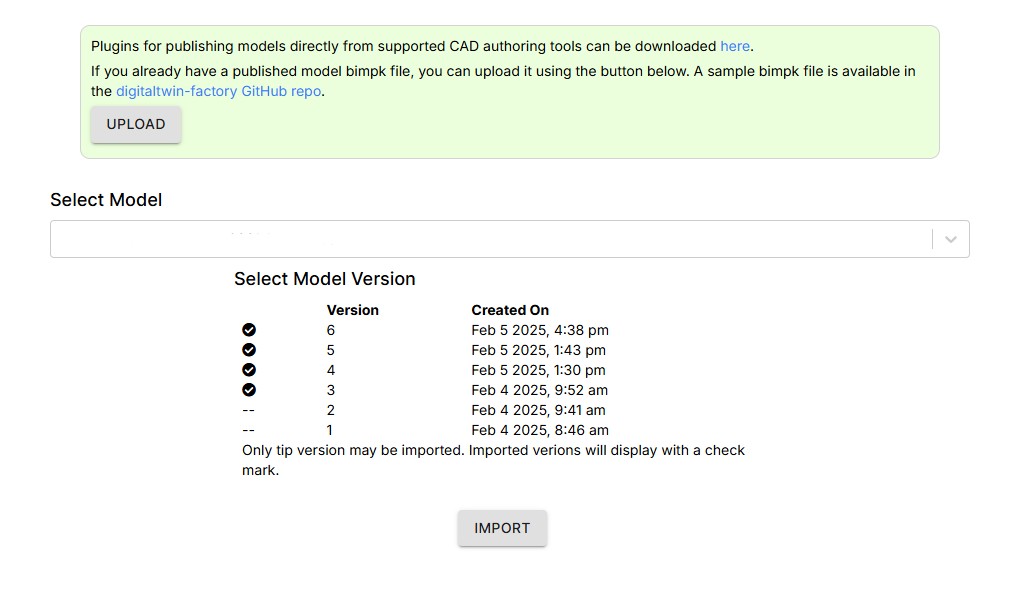 Plugins for publishing models directly from supported CAD authoring tools can be downloaded here.
If you already have a published model bimpk file, you can upload it using the button below. A sample bimpk file is available in
the digitaltwin-factory GitHub repo.
UPLOAD
Select Model
Select Model Version
Version Created On
6 Feb 5 2025, 4:38 pm
5 Feb 5 2025, 1:43 pm
4 Feb 5 2025, 1:30 pm
3 Feb 4 2025, 9:52 am
-- 2 Feb 4 2025, 9:41 am
-- 1 Feb 4 2025, 8:46 am
Only tip version may be imported. Imported verions will display with a check
mark.
IMPORT